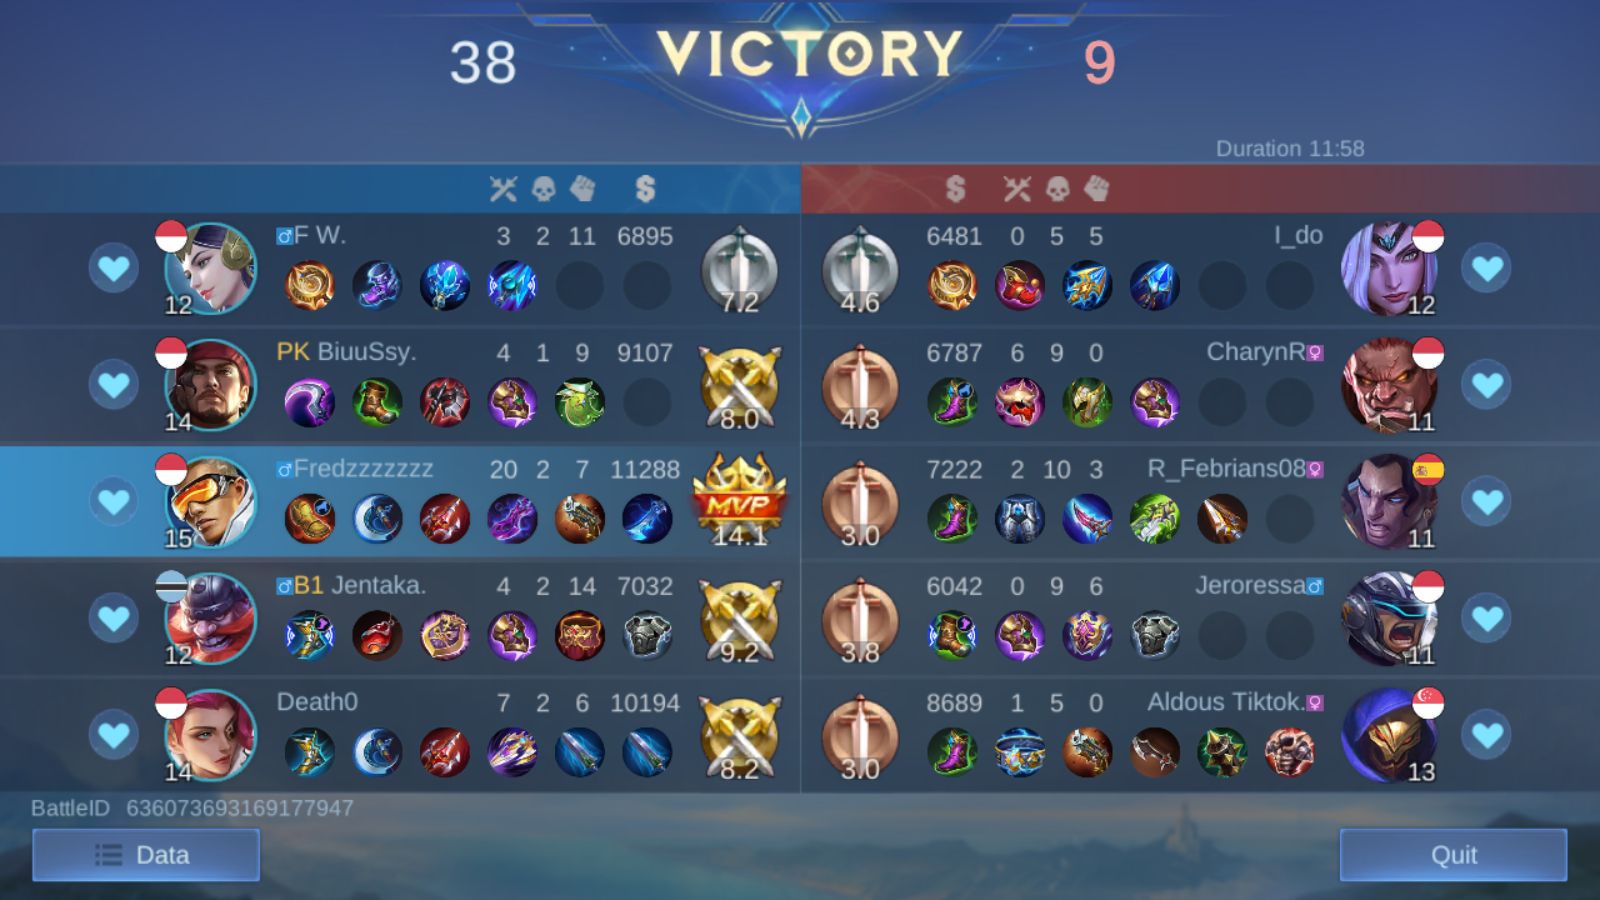 38 VICTORY 9
Duration 11:58
F W. 3 2 11 6895
12 7.2
PK BiuuSsy. 4 1 9 9107
14 8.0
Fredzzzzzzz 20 2 7 11288
MVP
15 14.1
B1 Jentaka. 4 2 14 7032
12 9.2
Death0 7 2 6 10194
14 8.2
6481 0 5 5 I_do
4.6 12
6787 6 9 0 CharynR
4.3 11
7222 2 10 3 R_Febrians08
3.0 11
6042 0 9 6 Jeroressa
3.8 11
8689 1 5 0 Aldous Tiktok.
3.0 13
BattleID 636073693169177947
Data
Quit